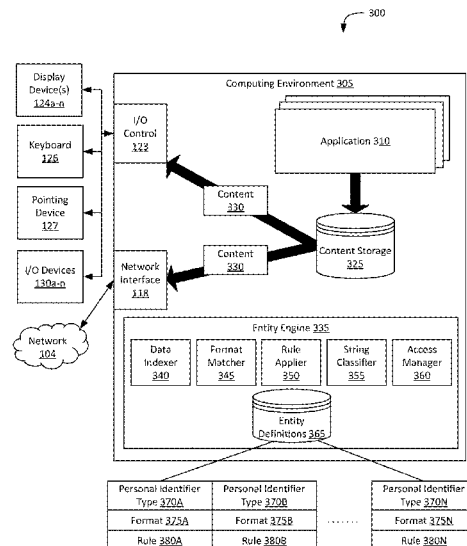 300
Display
Device(s)
124a-n
Keyboard
126
Pointing
Device
127
I/O Devices
130a-n
Network
104
Computing Environment 305
I/O
Control
123
Network
Interface
118
Content
330
Content
330
Application 310
Content Storage
325
Entity Engine 335
Data
Indexer
340
Format
Matcher
345
Rule
Applier
350
String
Classifier
355
Access
Manager
360
Entity
Definitions 365
Personal Identifier
Type 370A
Format 375A
Rule 380A
Personal Identifier
Type 370B
Format 375B
Rule 380B
.......
Personal Identifier
Type 370N
Format 375N
Rule 380N